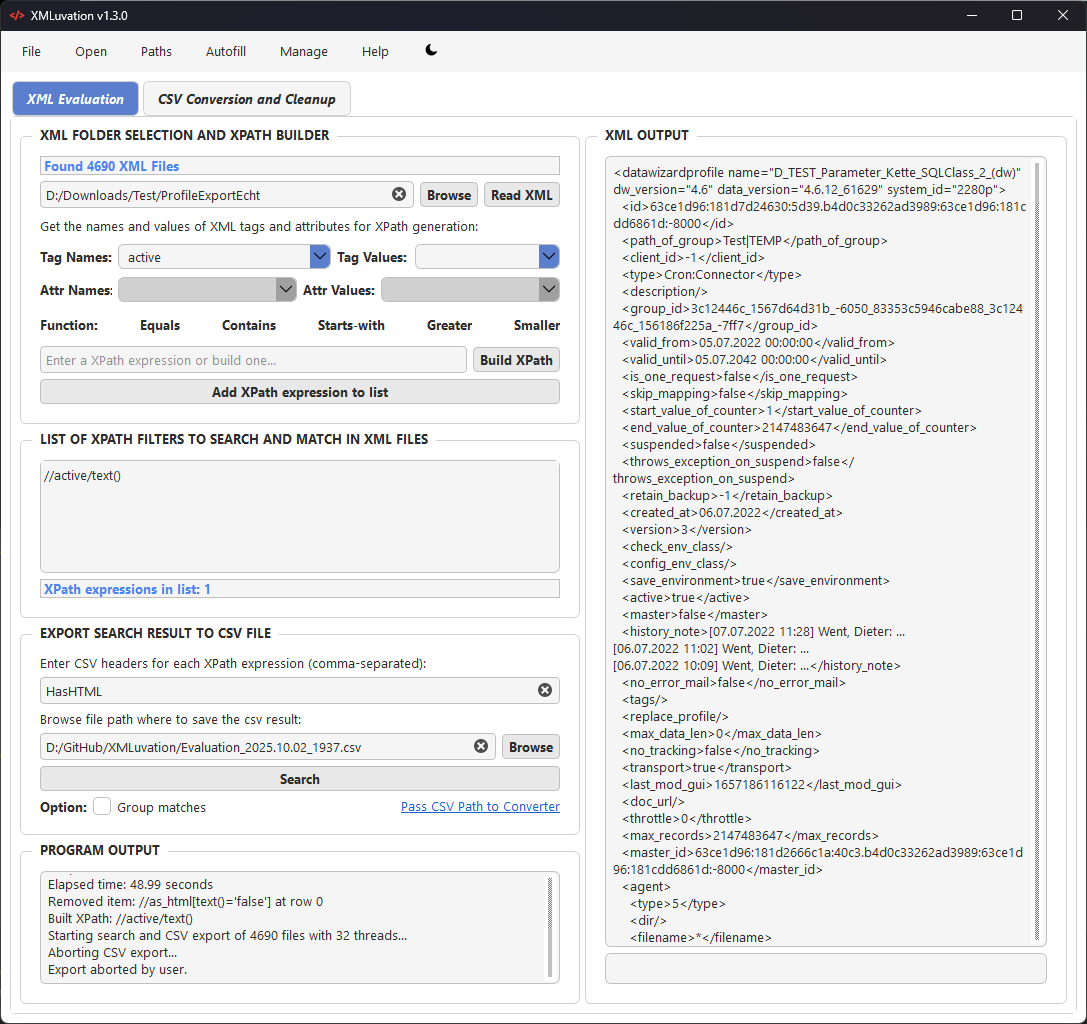 XMLuvation v1.3.0
File Open Paths Autofill Manage Help
XML Evaluation CSV Conversion and Cleanup
XML FOLDER SELECTION AND XPATH BUILDER
Found 4690 XML Files
D:/Downloads/Test/ProfileExportEcht Browse Read XML
Get the names and values of XML tags and attributes for XPath generation:
Tag Names: active Tag Values:
Attr Names: Attr Values:
Function: Equals Contains Starts-with Greater Smaller
Enter a XPath expression or build one... Build XPath
Add XPath expression to list
LIST OF XPATH FILTERS TO SEARCH AND MATCH IN XML FILES
//active/text()
XPath expressions in list: 1
EXPORT SEARCH RESULT TO CSV FILE
Enter CSV headers for each XPath expression (comma-separated):
HasHTML
Browse file path where to save the csv result:
D:/GitHub/XMLuvation/Evaluation_2025.10.02_1937.csv Browse
Search
Option: Group matches Pass CSV Path to Converter
PROGRAM OUTPUT
Elapsed time: 48.99 seconds
Removed item: //as_html[text()='false'] at row 0
Built XPath: //active/text()
Starting search and CSV export of 4690 files with 32 threads...
Aborting CSV export...
Export aborted by user.
XML OUTPUT
<datawizardprofile name="D_TEST_Parameter_Kette_SQLClass_2_(dw)"
dw_version="4.6" data_version="4.6.12_61629" system_id="2280p">
<id>63ce1d96:181d7d24630:5d39.b4d0c33262ad3989:63ce1d96:181c
dd6861d:-8000</id>
<path_of_group>Test|TEMP</path_of_group>
<client_id>-1</client_id>
<type>Cron:Connector</type>
<description/>
<group_id>3c12446c_1567d64d31b_-6050_83353c5946cabe88_3c124
46c_156186f225a_-7ff7</group_id>
<valid_from>05.07.2022 00:00:00</valid_from>
<valid_until>05.07.2042 00:00:00</valid_until>
<is_one_request>false</is_one_request>
<skip_mapping>false</skip_mapping>
<start_value_of_counter>1</start_value_of_counter>
<end_value_of_counter>2147483647</end_value_of_counter>
<suspended>false</suspended>
<throws_exception_on_suspend>false</
throws_exception_on_suspend>
<retain_backup>-1</retain_backup>
<created_at>06.07.2022</created_at>
<version>3</version>
<check_env_class/>
<config_env_class/>
<save_environment>true</save_environment>
<active>true</active>
<master>false</master>
<history_note>[07.07.2022 11:28] Went, Dieter: ...
[06.07.2022 11:02] Went, Dieter: ...
[06.07.2022 10:09] Went, Dieter: ...</history_note>
<no_error_mail>false</no_error_mail>
<tags/>
<replace_profile/>
<max_data_len>0</max_data_len>
<no_tracking>false</no_tracking>
<transport>true</transport>
<last_mod_gui>1657186116122</last_mod_gui>
<doc_url/>
<throttle>0</throttle>
<max_records>2147483647</max_records>
<master_id>63ce1d96:181d2666c1a:40c3.b4d0c33262ad3989:63ce1d
96:181cdd6861d:-8000</master_id>
<agent>
<type>5</type>
<dir/>
<filename>*</filename>